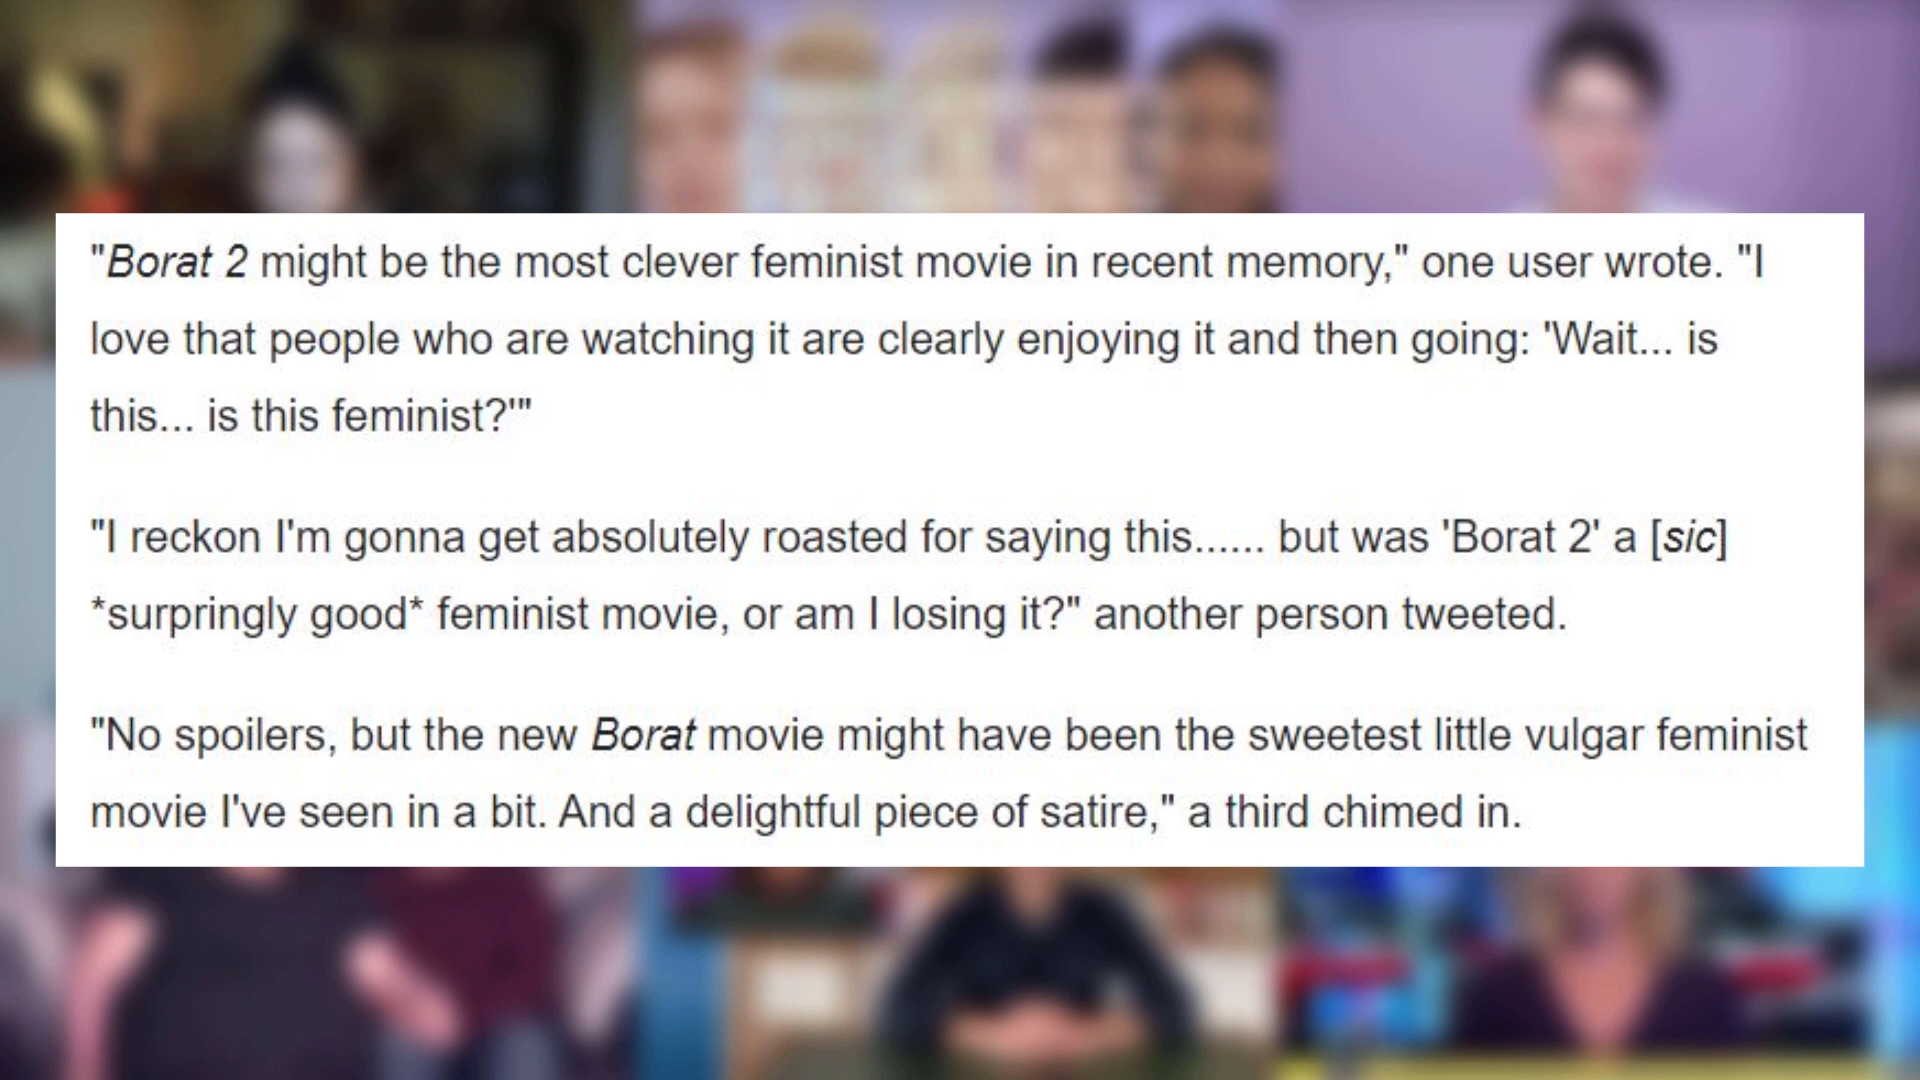 "Borat 2 might be the most clever feminist movie in recent memory," one user wrote. "I
love that people who are watching it are clearly enjoying it and then going: 'Wait... is
this... is this feminist?'"
"I reckon I'm gonna get absolutely roasted for saying this...... but was 'Borat 2' a [sic]
*surpringly good* feminist movie, or am I losing it?" another person tweeted.
"No spoilers, but the new Borat movie might have been the sweetest little vulgar feminist
movie I've seen in a bit. And a delightful piece of satire," a third chimed in.